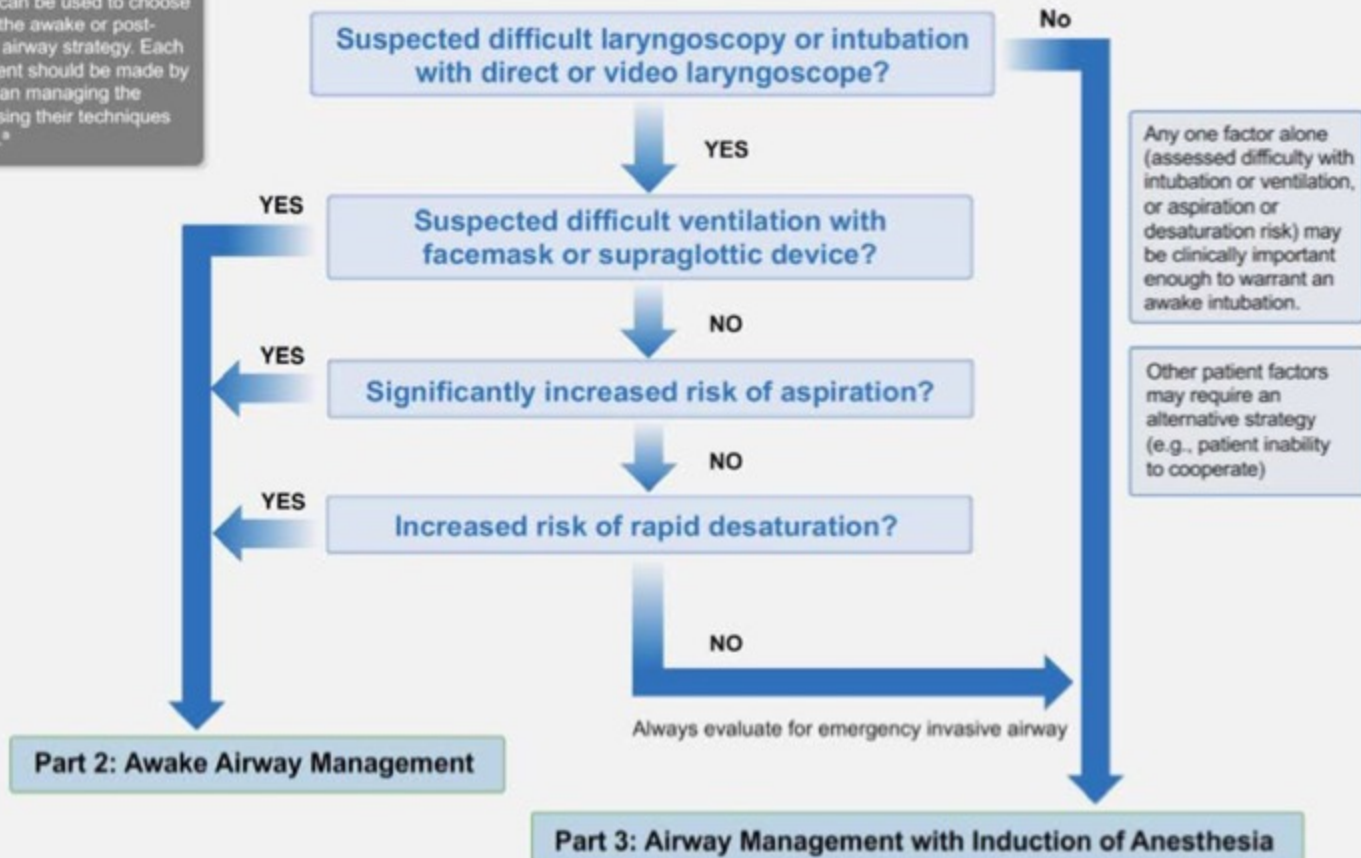 can be used to choose
the awake or post-
airway strategy. Each
ent should be made by
an managing the
sing their techniques
Suspected difficult laryngoscopy or intubation
with direct or video laryngoscope?
No
YES
Suspected difficult ventilation with
facemask or supraglottic device?
YES
NO
Significantly increased risk of aspiration?
YES
NO
Increased risk of rapid desaturation?
YES
NO
Always evaluate for emergency invasive airway
Any one factor alone
(assessed difficulty with
intubation or ventilation,
or aspiration or
desaturation risk) may
be clinically important
enough to warrant an
awake intubation.
Other patient factors
may require an
alternative strategy
(e.g., patient inability
to cooperate)
Part 2: Awake Airway Management
Part 3: Airway Management with Induction of Anesthesia